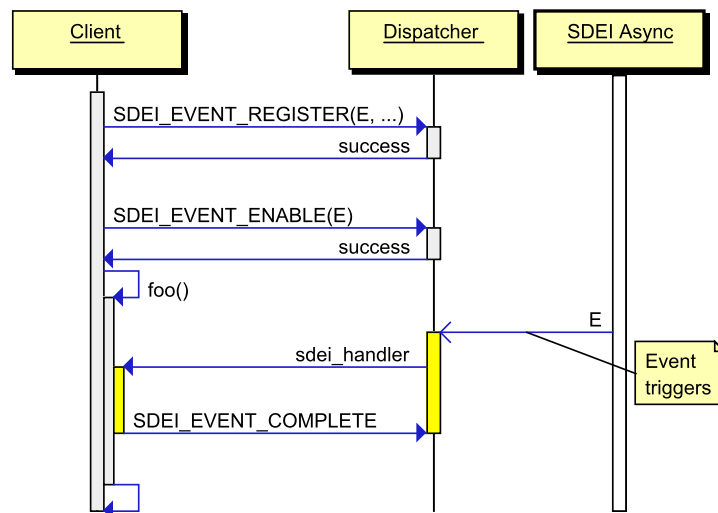 Client
Dispatcher
SDEI Async
SDEI_EVENT_REGISTER(E, ...)
success
SDEI_EVENT_ENABLE(E)
success
foo()
E
sdei_handler
Event
triggers
SDEI_EVENT_COMPLETE